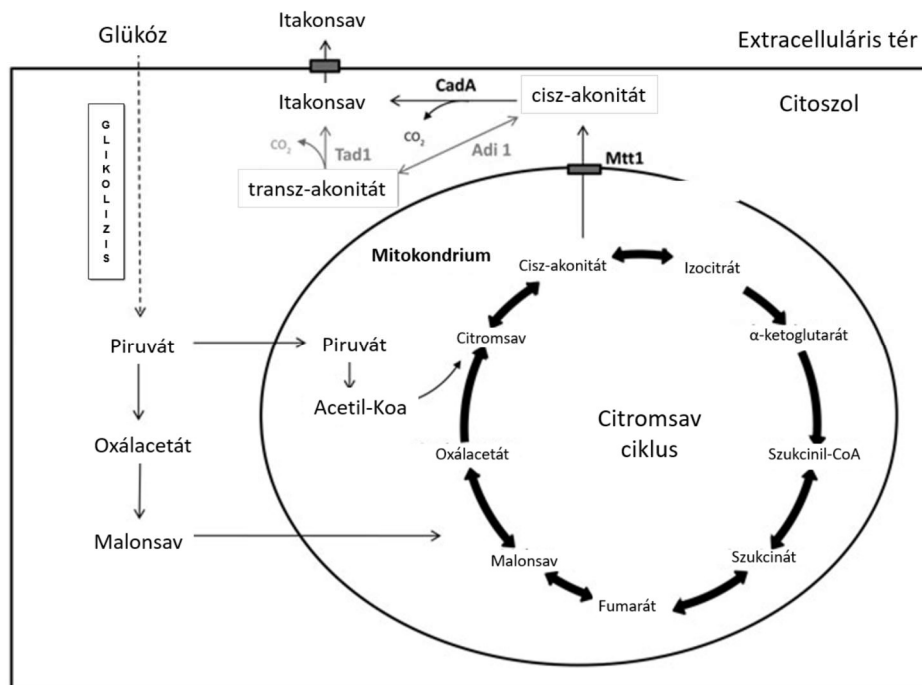 Itakonsav
Glükóz
Extracelluláris tér
CadA
Itakonsav
cisz-akonitát
Citoszol
CO2
CO2
Tad1
Adi 1
Mtt1
transz-akonitát
GLIKOLIZIS
Mitokondrium
Cisz-akonitát
Izocitrát
Piruvát
Piruvát
Citromsav
α-ketoglutarát
Acetil-Koa
Citromsav
ciklus
Oxálacetát
Oxálacetát
Szukcinil-CoA
Malonsav
Malonsav
Szukcinát
Fumarát